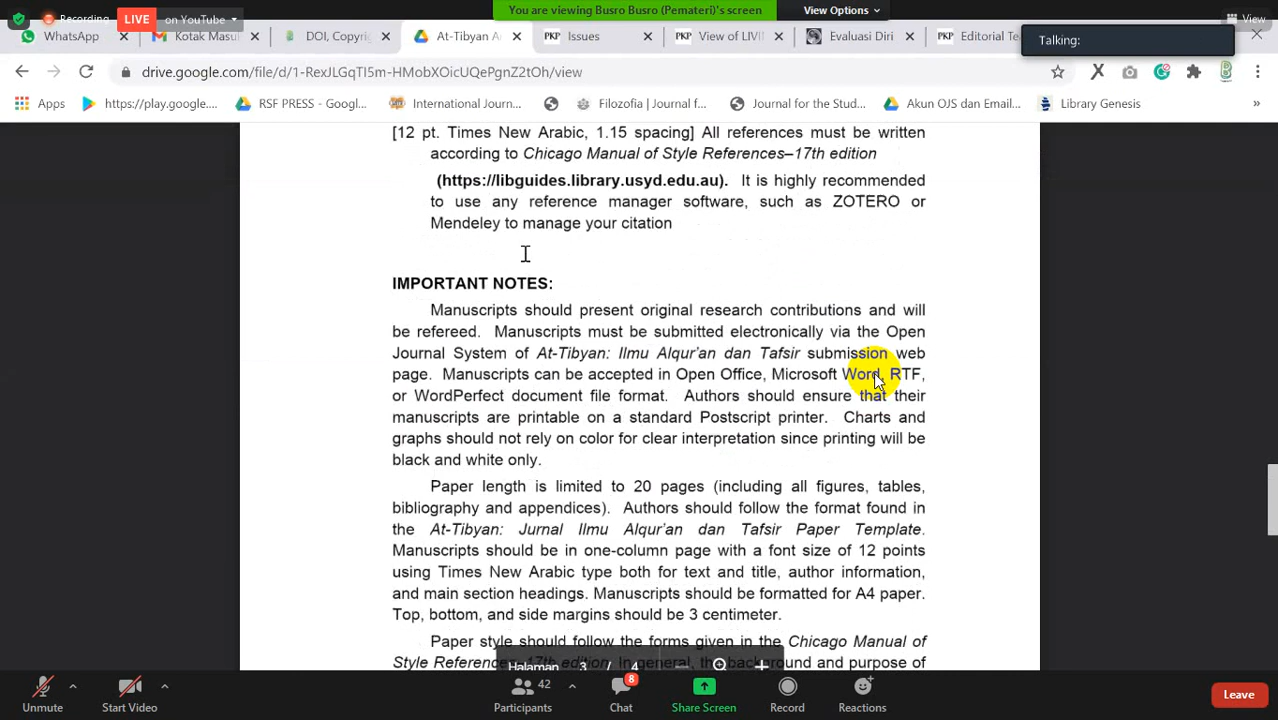 Recording
LIVE
on YouTube
You are viewing Busro Busro (Pemateri)'s screen
View Options
View
WhatsApp
Kotak Masu
DOI, Copyric
At-Tibyan A
Issues
View of LIVI
Evaluasi Diri
Editorial Te
Talking:
drive.google.com/file/d/1-RexJLGqTI5m-HMobXOicUQePgnZ2tOh/view
Apps
https://play.google....
RSF PRESS - Googl...
International Journ...
Filozofia | Journal f...
Journal for the Stud...
Akun OJS dan Email...
Library Genesis
»
[12 pt. Times New Arabic, 1.15 spacing] All references must be written
according to Chicago Manual of Style References–17th edition
(https://libguides.library.usyd.edu.au). It is highly recommended
to use any reference manager software, such as ZOTERO or
Mendeley to manage your citation
IMPORTANT NOTES:
Manuscripts should present original research contributions and will
be refereed. Manuscripts must be submitted electronically via the Open
Journal System of At-Tibyan: Ilmu Alqur'an dan Tafsir submission web
page. Manuscripts can be accepted in Open Office, Microsoft Word, RTF,
or WordPerfect document file format. Authors should ensure that their
manuscripts are printable on a standard Postscript printer. Charts and
graphs should not rely on color for clear interpretation since printing will be
black and white only.
Paper length is limited to 20 pages (including all figures, tables,
bibliography and appendices). Authors should follow the format found in
the At-Tibyan: Jurnal Ilmu Alqur'an dan Tafsir Paper Template.
Manuscripts should be in one-column page with a font size of 12 points
using Times New Arabic type both for text and title, author information,
and main section headings. Manuscripts should be formatted for A4 paper.
Top, bottom, and side margins should be 3 centimeter.
Paper style should follow the forms given in the Chicago Manual of
Style References–17th edition. In general, the background and purpose of
Halaman 3 / 4
Unmute
Start Video
42
Participants
8
Chat
Share Screen
Record
Reactions
Leave